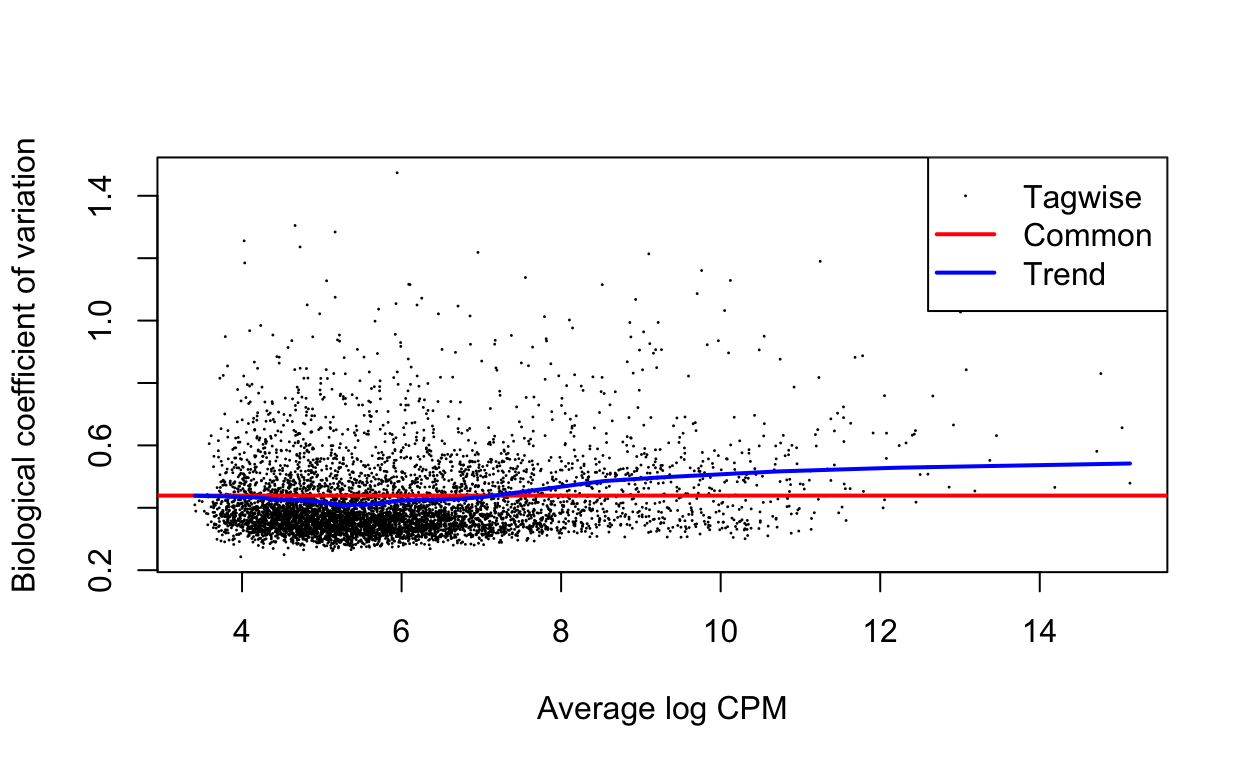 Biological coefficient of variation
1.4
1.0
0.6
0.2
Tagwise
Common
Trend
4 6 8 10 12 14
Average log CPM